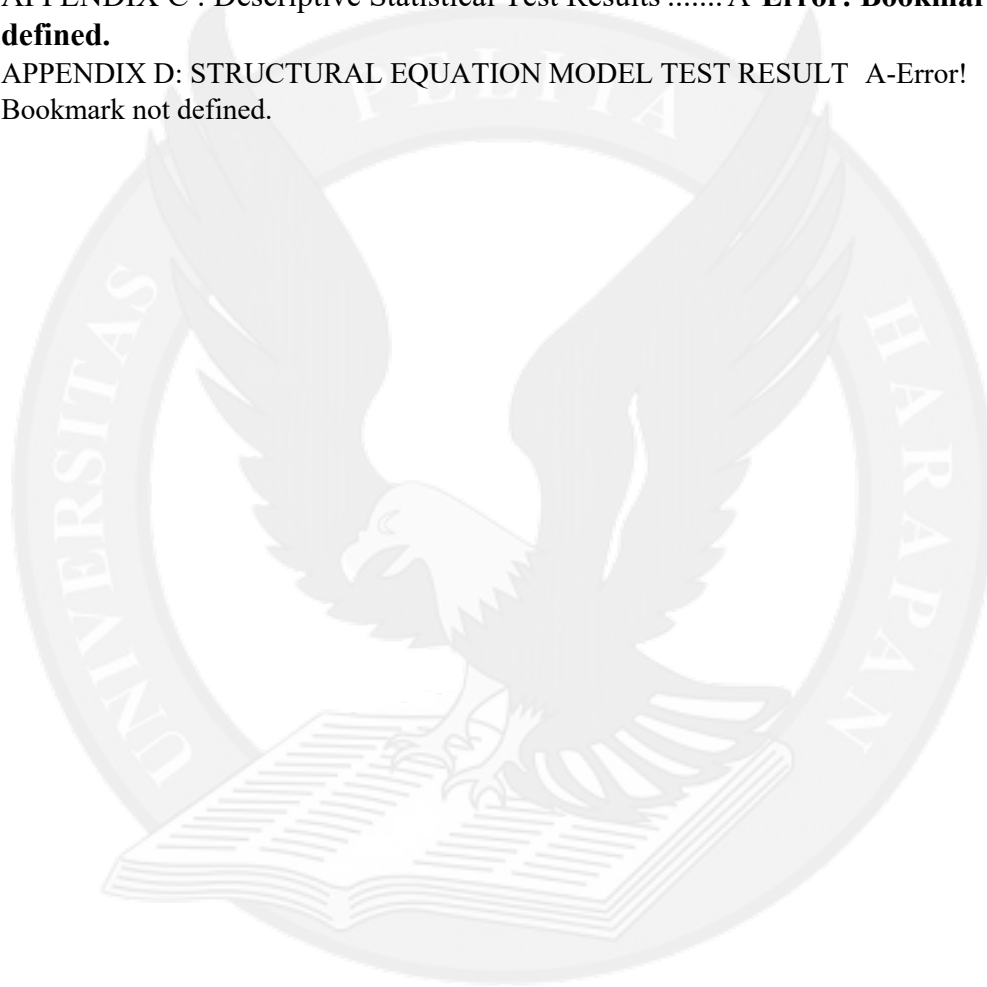 APPENDIX C : Descriptive Statistical Test Results ....... A-Error! Bookmar
defined.
APPENDIX D: STRUCTURAL EQUATION MODEL TEST RESULT A-Error!
Bookmark not defined.
PELITA
UNIVERSITAS
HARAPAN